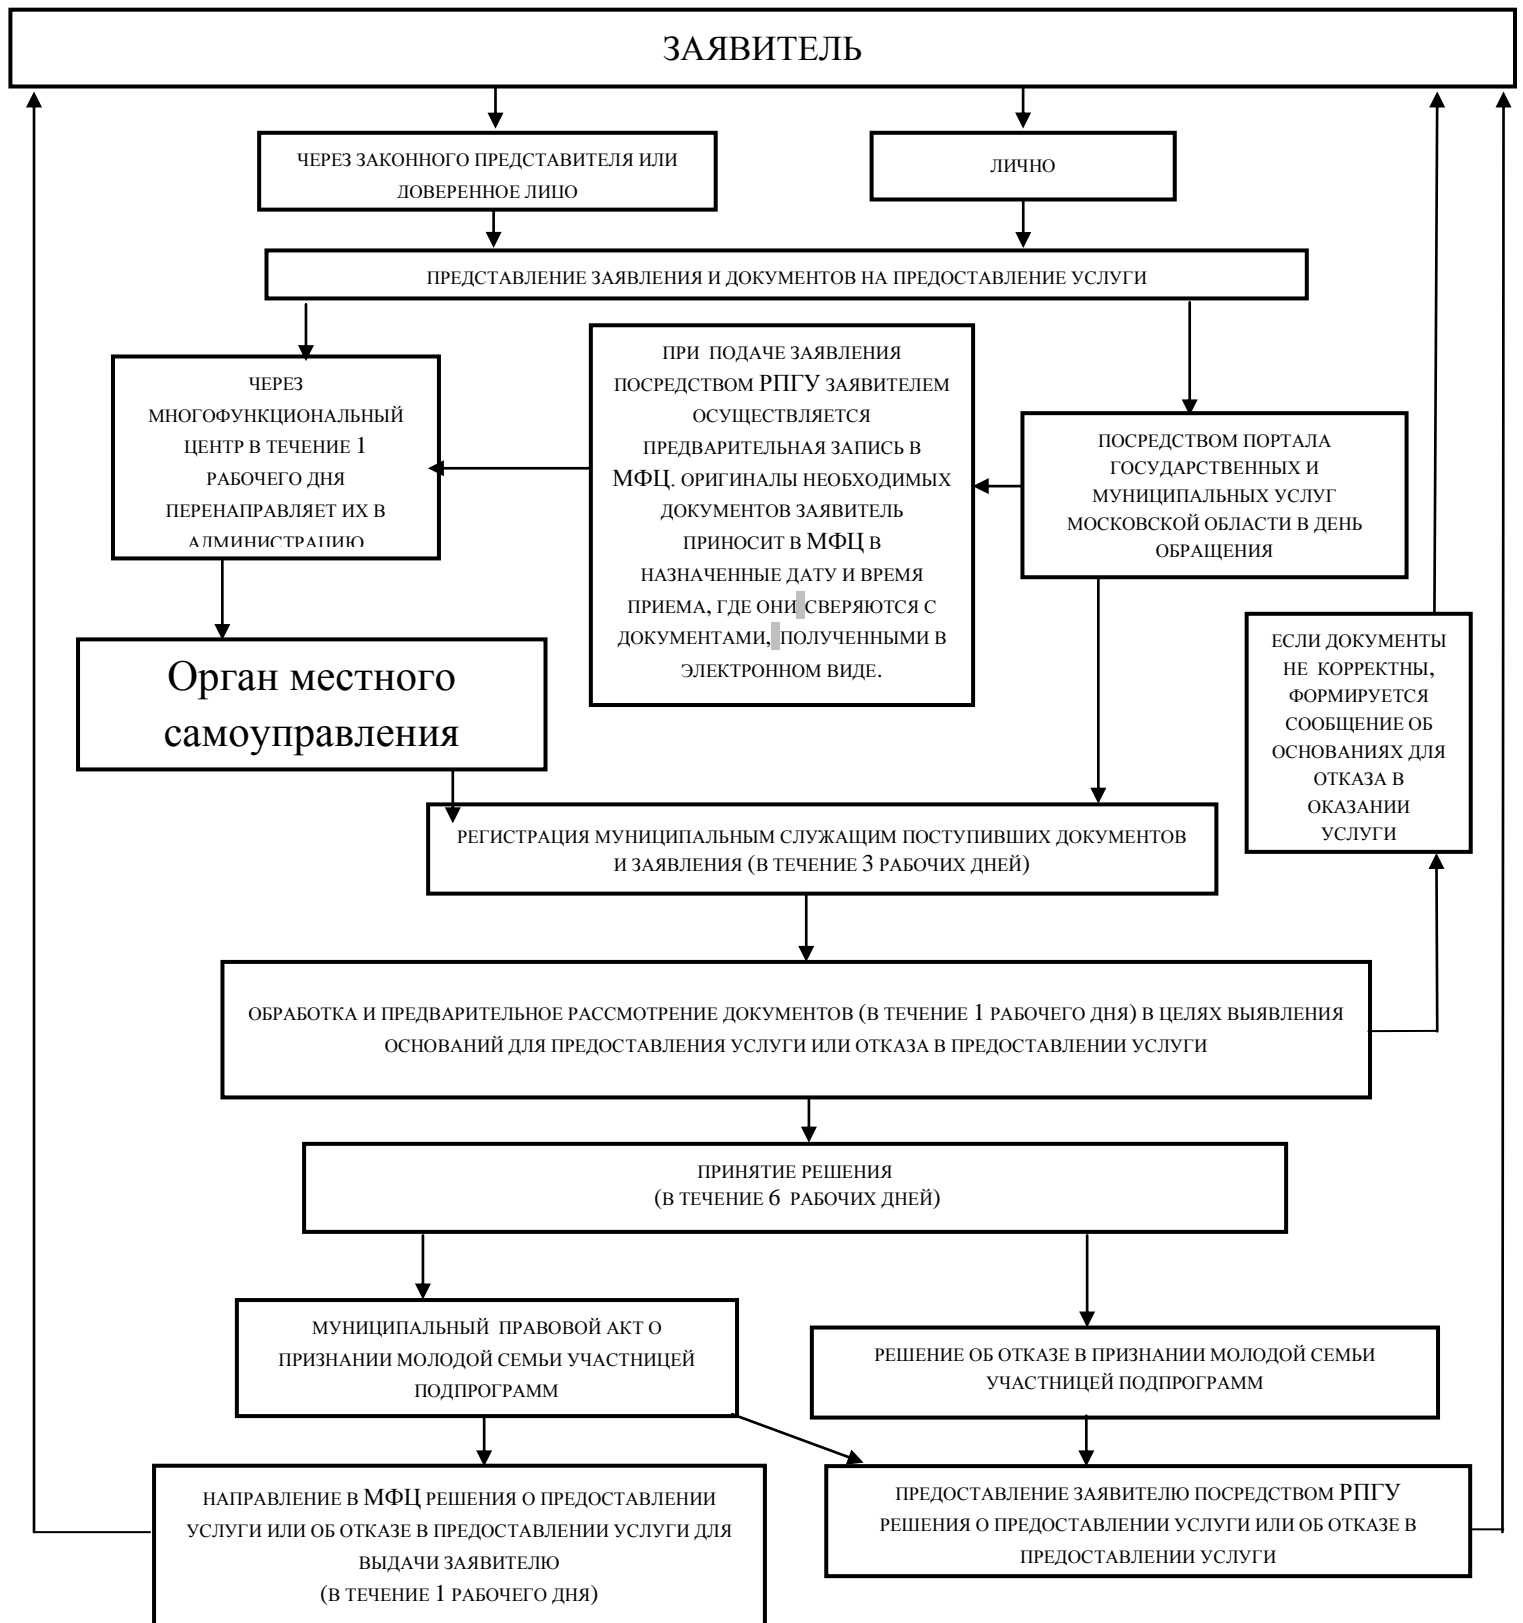 ЗАЯВИТЕЛЬ
ЧЕРЕЗ ЗАКОННОГО ПРЕДСТАВИТЕЛЯ ИЛИ
ДОВЕРЕННОЕ ЛИЦО
ЛИЧНО
ПРЕДСТАВЛЕНИЕ ЗАЯВЛЕНИЯ И ДОКУМЕНТОВ НА ПРЕДОСТАВЛЕНИЕ УСЛУГИ
ЧЕРЕЗ
МНОГОФУНКЦИОНАЛЬНЫЙ
ЦЕНТР В ТЕЧЕНИЕ 1
РАБОЧЕГО ДНЯ
ПЕРЕНАПРАВЛЯЕТ ИХ В
АДМИНИСТРАЦИЮ
ПРИ ПОДАЧЕ ЗАЯВЛЕНИЯ
ПОСРЕДСТВОМ РПГУ ЗАЯВИТЕЛЕМ
ОСУЩЕСТВЛЯЕТСЯ
ПРЕДВАРИТЕЛЬНАЯ ЗАПИСЬ В
МФЦ. ОРИГИНАЛЫ НЕОБХОДИМЫХ
ДОКУМЕНТОВ ЗАЯВИТЕЛЬ
ПРИНОСИТ В МФЦ В
НАЗНАЧЕННЫЕ ДАТУ И ВРЕМЯ
ПРИЕМА, ГДЕ ОНИ СВЕРЯЮТСЯ С
ДОКУМЕНТАМИ, ПОЛУЧЕННЫМИ В
ЭЛЕКТРОННОМ ВИДЕ.
ПОСРЕДСТВОМ ПОРТАЛА
ГОСУДАРСТВЕННЫХ И
МУНИЦИПАЛЬНЫХ УСЛУГ
МОСКОВСКОЙ ОБЛАСТИ В ДЕНЬ
ОБРАЩЕНИЯ
Орган местного
самоуправления
ЕСЛИ ДОКУМЕНТЫ
НЕ КОРРЕКТНЫ,
ФОРМИРУЕТСЯ
СООБЩЕНИЕ ОБ
ОСНОВАНИЯХ ДЛЯ
ОТКАЗА В
ОКАЗАНИИ
УСЛУГИ
РЕГИСТРАЦИЯ МУНИЦИПАЛЬНЫМ СЛУЖАЩИМ ПОСТУПИВШИХ ДОКУМЕНТОВ
И ЗАЯВЛЕНИЯ (В ТЕЧЕНИЕ 3 РАБОЧИХ ДНЕЙ)
ОБРАБОТКА И ПРЕДВАРИТЕЛЬНОЕ РАССМОТРЕНИЕ ДОКУМЕНТОВ (В ТЕЧЕНИЕ 1 РАБОЧЕГО ДНЯ) В ЦЕЛЯХ ВЫЯВЛЕНИЯ
ОСНОВАНИЙ ДЛЯ ПРЕДОСТАВЛЕНИЯ УСЛУГИ ИЛИ ОТКАЗА В ПРЕДОСТАВЛЕНИИ УСЛУГИ
ПРИНЯТИЕ РЕШЕНИЯ
(В ТЕЧЕНИЕ 6 РАБОЧИХ ДНЕЙ)
МУНИЦИПАЛЬНЫЙ ПРАВОВОЙ АКТ О
ПРИЗНАНИИ МОЛОДОЙ СЕМЬИ УЧАСТНИЦЕЙ
ПОДПРОГРАММ
РЕШЕНИЕ ОБ ОТКАЗЕ В ПРИЗНАНИИ МОЛОДОЙ СЕМЬИ
УЧАСТНИЦЕЙ ПОДПРОГРАММ
НАПРАВЛЕНИЕ В МФЦ РЕШЕНИЯ О ПРЕДОСТАВЛЕНИИ
УСЛУГИ ИЛИ ОБ ОТКАЗЕ В ПРЕДОСТАВЛЕНИИ УСЛУГИ ДЛЯ
ВЫДАЧИ ЗАЯВИТЕЛЮ
(В ТЕЧЕНИЕ 1 РАБОЧЕГО ДНЯ)
ПРЕДОСТАВЛЕНИЕ ЗАЯВИТЕЛЮ ПОСРЕДСТВОМ РПГУ
РЕШЕНИЯ О ПРЕДОСТАВЛЕНИИ УСЛУГИ ИЛИ ОБ ОТКАЗЕ В
ПРЕДОСТАВЛЕНИИ УСЛУГИ